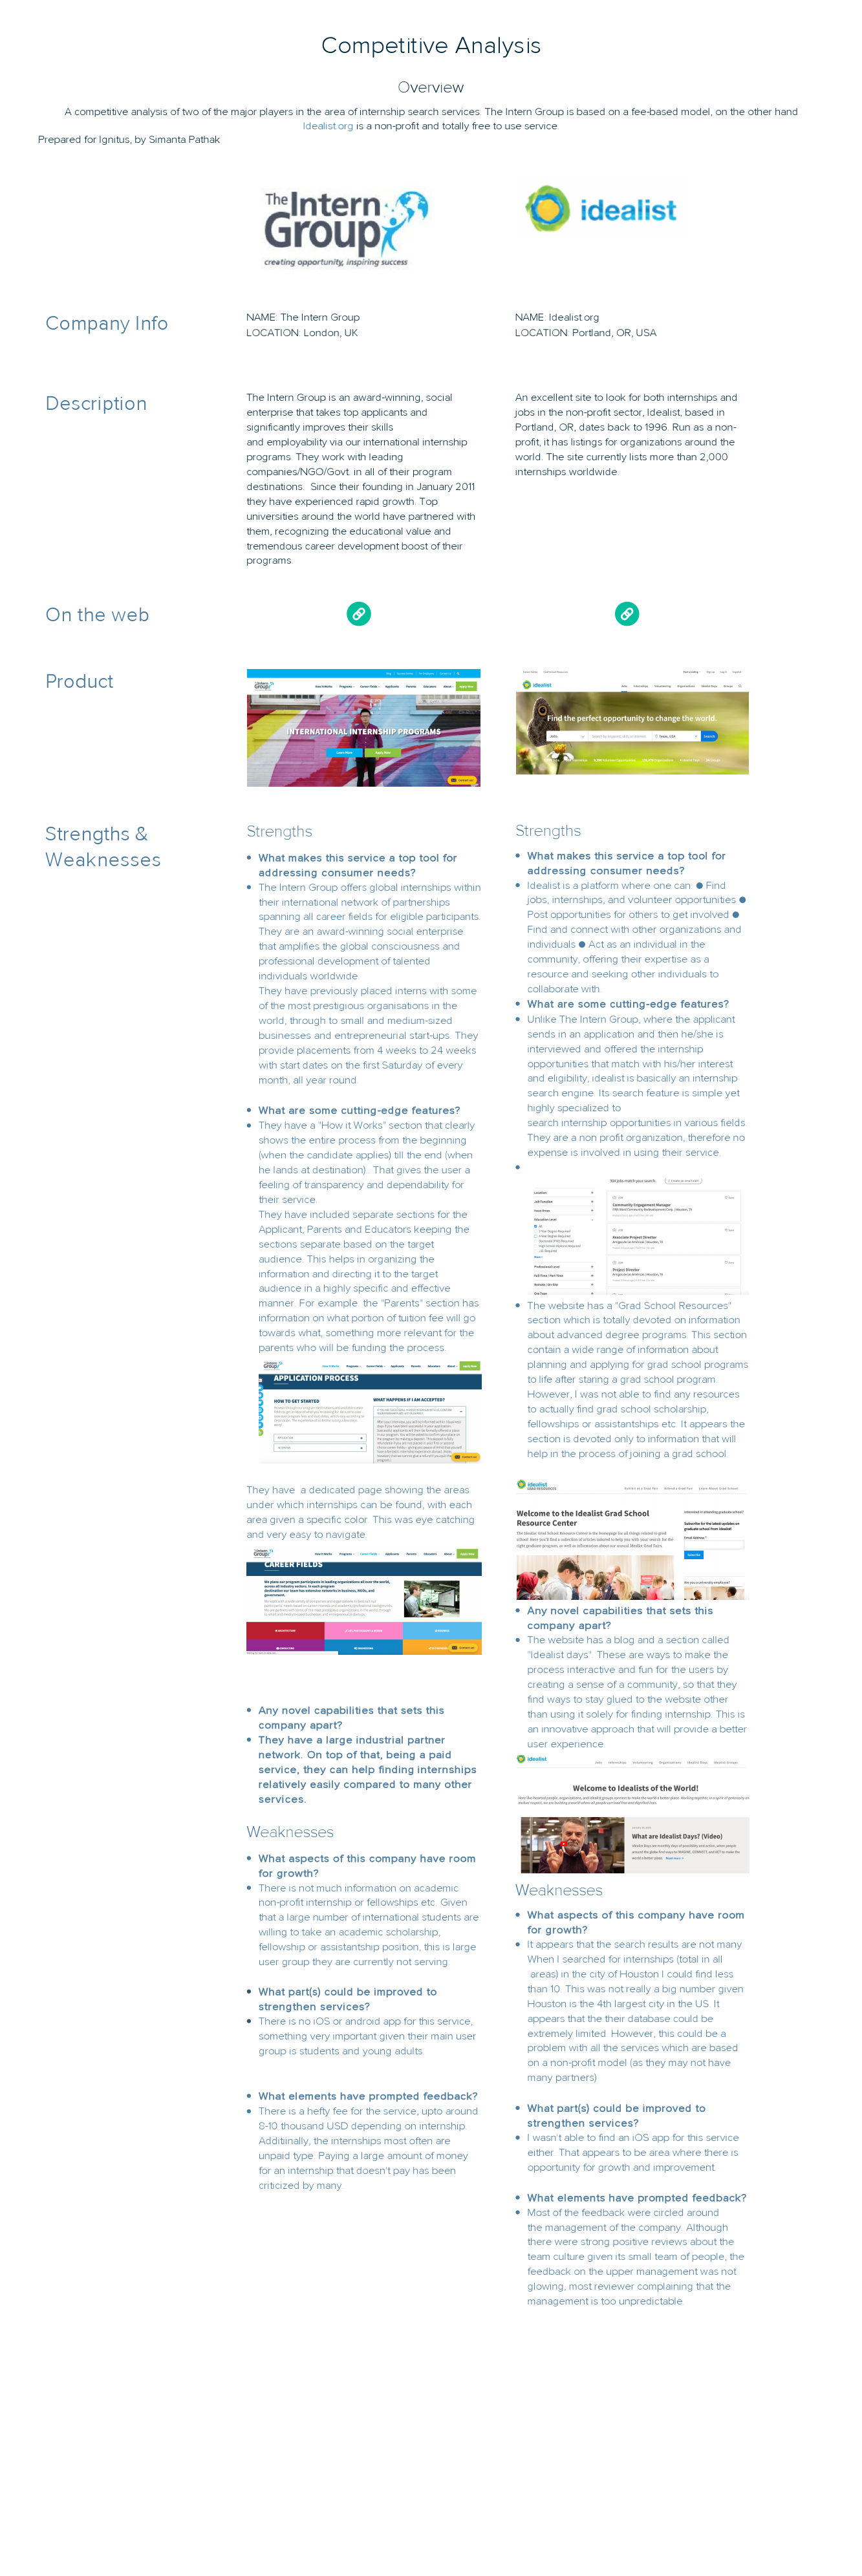 Competitive Analysis
Overview
A competitive analysis of two of the major players in the area of internship search services. The Intern Group is based on a fee-based model, on the other hand
Idealist.org is a non-profit and totally free to use service.
Prepared for Ignitus, by Simanta Pathak
The Intern
Group
creating opportunity, inspiring success
idealist
Company Info
NAME: The Intern Group
LOCATION: London, UK
NAME: Idealist.org
LOCATION: Portland, OR, USA
Description
The Intern Group is an award-winning, social
enterprise that takes top applicants and
significantly improves their skills
and employability via our international internship
programs. They work with leading
companies/NGO/Govt. in all of their program
destinations. Since their founding in January 2011
they have experienced rapid growth. Top
universities around the world have partnered with
them, recognizing the educational value and
tremendous career development boost of their
programs.
An excellent site to look for both internships and
jobs in the non-profit sector, Idealist, based in
Portland, OR, dates back to 1996. Run as a non-
profit, it has listings for organizations around the
world. The site currently lists more than 2,000
internships worldwide.
On the web
Product
INTERNATIONAL INTERNSHIP PROGRAMS
Learn More
Apply Now
idealist
Find the perfect opportunity to change the world.
Search
Strengths &
Weaknesses
Strengths
• What makes this service a top tool for
addressing consumer needs?
• The Intern Group offers global internships within
their international network of partnerships
spanning all career fields for eligible participants.
They are an award-winning social enterprise
that amplifies the global consciousness and
professional development of talented
individuals worldwide.
They have previously placed interns with some
of the most prestigious organisations in the
world, through to small and medium-sized
businesses and entrepreneurial start-ups. They
provide placements from 4 weeks to 24 weeks
with start dates on the first Saturday of every
month, all year round.
• What are some cutting-edge features?
• They have a "How it Works" section that clearly
shows the entire process from the beginning
(when the candidate applies) till the end (when
he lands at destination). That gives the user a
feeling of transparency and dependability for
their service.
They have included separate sections for the
Applicant, Parents and Educators keeping the
sections separate based on the target
audience. This helps in organizing the
information and directing it to the target
audience in a highly specific and effective
manner. For example: the "Parents" section has
information on what portion of tuition fee will go
towards what, something more relevant for the
parents who will be funding the process.
APPLICATION PROCESS
HOW TO GET STARTED
WHAT HAPPENS IF I AM ACCEPTED?
They have a dedicated page showing the areas
under which internships can be found, with each
area given a specific color. This was eye catching
and very easy to navigate.
CAREER FIELDS
• Any novel capabilities that sets this
company apart?
• They have a large industrial partner
network. On top of that, being a paid
service, they can help finding internships
relatively easily compared to many other
services.
Weaknesses
• What aspects of this company have room
for growth?
• There is not much information on academic
non-profit internship or fellowships etc. Given
that a large number of international students are
willing to take an academic scholarship,
fellowship or assistantship position, this is large
user group they are currently not serving.
• What part(s) could be improved to
strengthen services?
• There is no iOS or android app for this service,
something very important given their main user
group is students and young adults.
• What elements have prompted feedback?
• There is a hefty fee for the service, upto around
8-10 thousand USD depending on internship.
Additiinally, the internships most often are
unpaid type. Paying a large amount of money
for an internship that doesn't pay has been
criticized by many.
Strengths
• What makes this service a top tool for
addressing consumer needs?
• Idealist is a platform where one can: ● Find
jobs, internships, and volunteer opportunities ●
Post opportunities for others to get involved ●
Find and connect with other organizations and
individuals ● Act as an individual in the
community, offering their expertise as a
resource and seeking other individuals to
collaborate with
• What are some cutting-edge features?
• Unlike The Intern Group, where the applicant
sends in an application and then he/she is
interviewed and offered the internship
opportunities that match with his/her interest
and eligibility, idealist is basically an internship
search engine. Its search feature is simple yet
highly specialized to
search internship opportunities in various fields.
They are a non profit organization, therefore no
expense is involved in using their service.
•
Community Engagement Manager
Associate Project Director
Project Director
• The website has a "Grad School Resources"
section which is totally devoted on information
about advanced degree programs. This section
contain a wide range of information about
planning and applying for grad school programs
to life after staring a grad school program.
However, I was not able to find any resources
to actually find grad school scholarship,
fellowships or assistantships etc. It appears the
section is devoted only to information that will
help in the process of joining a grad school.
idealist
Welcome to the Idealist Grad School
Resource Center
• Any novel capabilities that sets this
company apart?
• The website has a blog and a section called
"Idealist days". These are ways to make the
process interactive and fun for the users by
creating a sense of a community, so that they
find ways to stay glued to the website other
than using it solely for finding internship. This is
an innovative approach that will provide a better
user experience.
idealist
Welcome to Idealists of the World!
What are Idealist Days? (Video)
Weaknesses
• What aspects of this company have room
for growth?
• It appears that the search results are not many.
When I searched for internships (total in all
areas) in the city of Houston I could find less
than 10. This was not really a big number given
Houston is the 4th largest city in the US. It
appears that the their database could be
extremely limited. However, this could be a
problem with all the services which are based
on a non-profit model (as they may not have
many partners)
• What part(s) could be improved to
strengthen services?
• I wasn't able to find an iOS app for this service
either. That appears to be area where there is
opportunity for growth and improvement.
• What elements have prompted feedback?
• Most of the feedback were circled around
the management of the company. Although
there were strong positive reviews about the
team culture given its small team of people, the
feedback on the upper management was not
glowing, most reviewer complaining that the
management is too unpredictable.